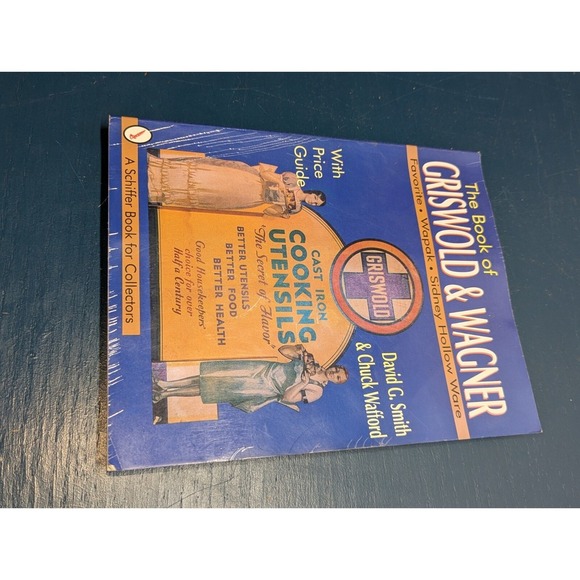 The Book of
GRISWOLD & WAGNER
Favorite • Wapak • Sidney Hollow Ware
With
Price
Guide
GRISWOLD
David G. Smith
& Chuck Wafford
CAST IRON
COOKING
UTENSILS
"The Secret of Flavor"
BETTER UTENSILS
BETTER FOOD
BETTER HEALTH
Good Housekeepers'
choice for over
half a Century
A Schiffer Book for Collectors